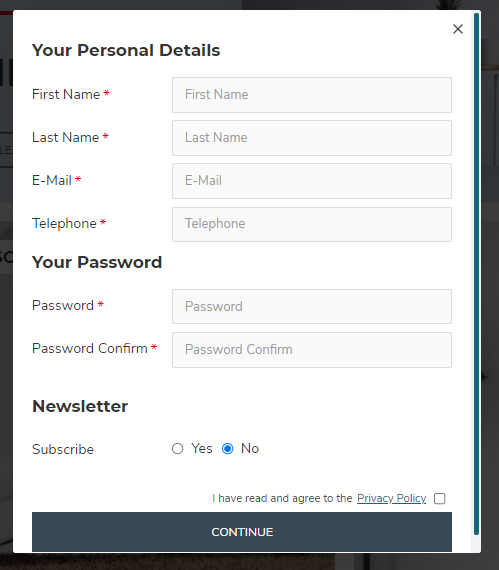 Your Personal Details
First Name * First Name
Last Name * Last Name
E-Mail * E-Mail
Telephone * Telephone
Your Password
Password * Password
Password Confirm * Password Confirm
Newsletter
Subscribe Yes No
I have read and agree to the Privacy Policy
CONTINUE